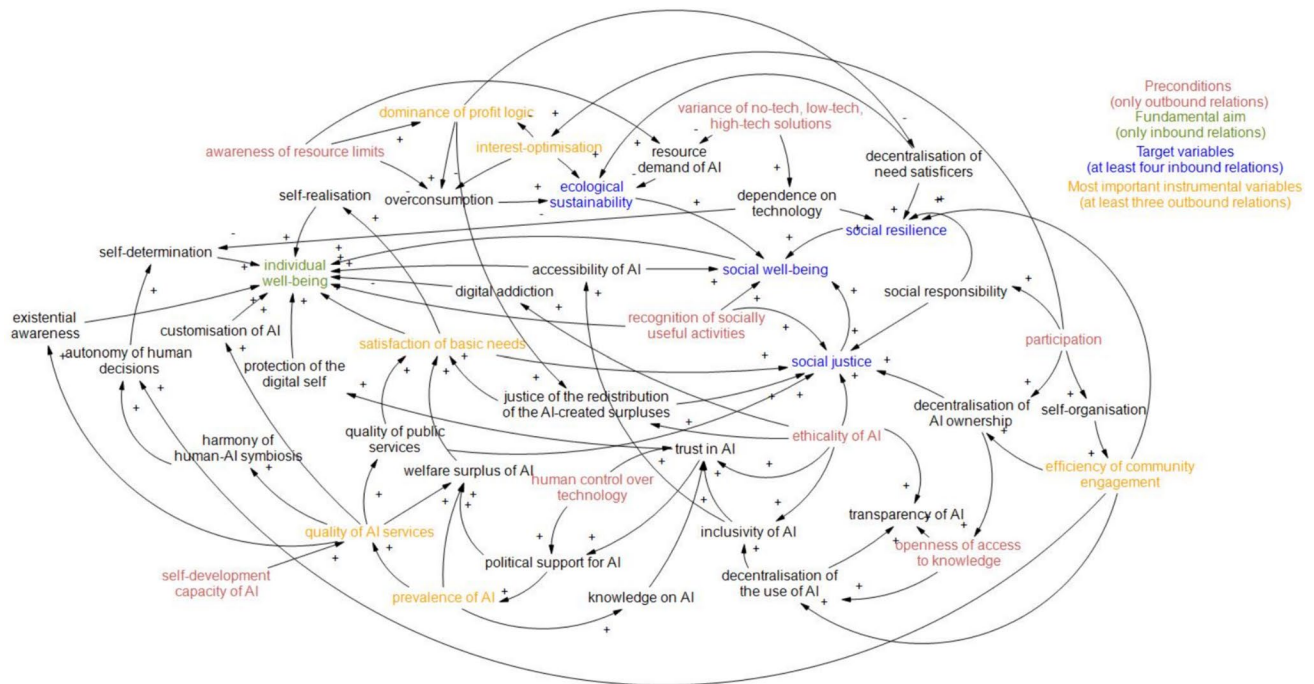 Preconditions
(only outbound relations)
Fundamental aim
(only inbound relations)
Target variables
(at least four inbound relations)
Most important instrumental variables
(at least three outbound relations)
dominance of profit logic
variance of no-tech, low-tech,
high-tech solutions
awareness of resource limits
interest-optimisation
resource
demand of AI
decentralisation of
need satisficers
self-realisation
overconsumption
ecological
sustainability
dependence on
technology
social resilience
self-determination
individual
well-being
accessibility of AI
social well-being
digital addiction
social responsibility
existential
awareness
customisation of AI
recognition of socially
useful activities
participation
autonomy of human
decisions
protection of the
digital self
satisfaction of basic needs
social justice
justice of the redistribution
of the AI-created surpluses
decentralisation of
AI ownership
self-organisation
harmony of
human-AI symbiosis
quality of public
services
ethicality of AI
trust in AI
welfare surplus of AI
human control over
technology
efficiency of community
engagement
quality of AI services
inclusivity of AI
transparency of AI
openness of access
to knowledge
political support for AI
self-development
capacity of AI
prevalence of AI
knowledge on AI
decentralisation of
the use of AI